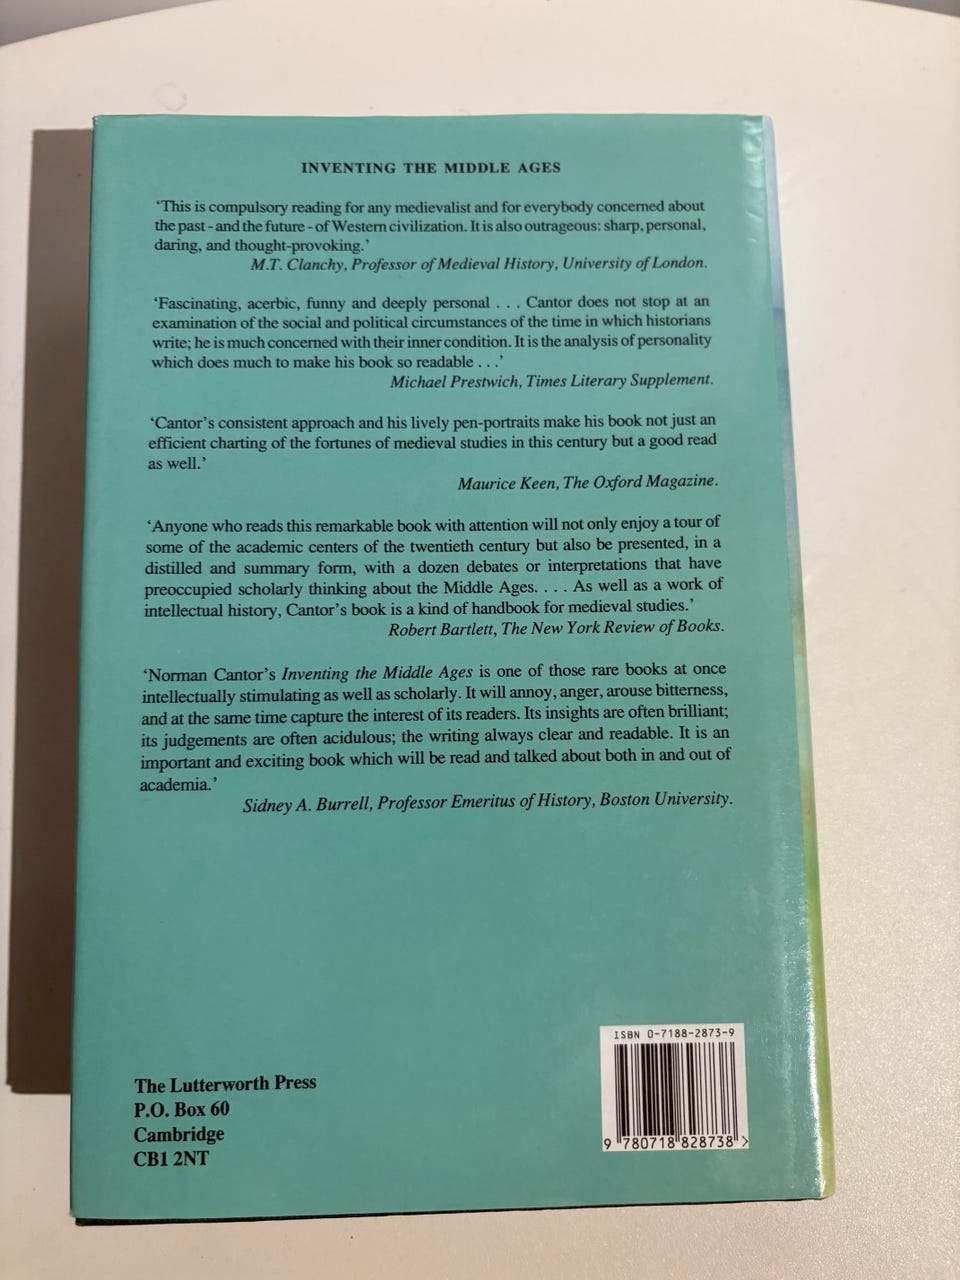 INVENTING THE MIDDLE AGES
‘This is compulsory reading for any medievalist and for everybody concerned about
the past - and the future - of Western civilization. It is also outrageous: sharp, personal,
daring, and thought-provoking.’
M.T. Clanchy, Professor of Medieval History, University of London.
‘Fascinating, acerbic, funny and deeply personal . . . Cantor does not stop at an
examination of the social and political circumstances of the time in which historians
write; he is much concerned with their inner condition. It is the analysis of personality
which does much to make his book so readable . . .’
Michael Prestwich, Times Literary Supplement.
‘Cantor’s consistent approach and his lively pen-portraits make his book not just an
efficient charting of the fortunes of medieval studies in this century but a good read
as well.’
Maurice Keen, The Oxford Magazine.
‘Anyone who reads this remarkable book with attention will not only enjoy a tour of
some of the academic centers of the twentieth century but also be presented, in a
distilled and summary form, with a dozen debates or interpretations that have
preoccupied scholarly thinking about the Middle Ages. . . . As well as a work of
intellectual history, Cantor’s book is a kind of handbook for medieval studies.’
Robert Bartlett, The New York Review of Books.
‘Norman Cantor’s Inventing the Middle Ages is one of those rare books at once
intellectually stimulating as well as scholarly. It will annoy, anger, arouse bitterness,
and at the same time capture the interest of its readers. Its insights are often brilliant;
its judgements are often acidulous; the writing always clear and readable. It is an
important and exciting book which will be read and talked about both in and out of
academia.’
Sidney A. Burrell, Professor Emeritus of History, Boston University.
The Lutterworth Press
P.O. Box 60
Cambridge
CB1 2NT
ISBN 0-7188-2873-9
9 780718 828738 >